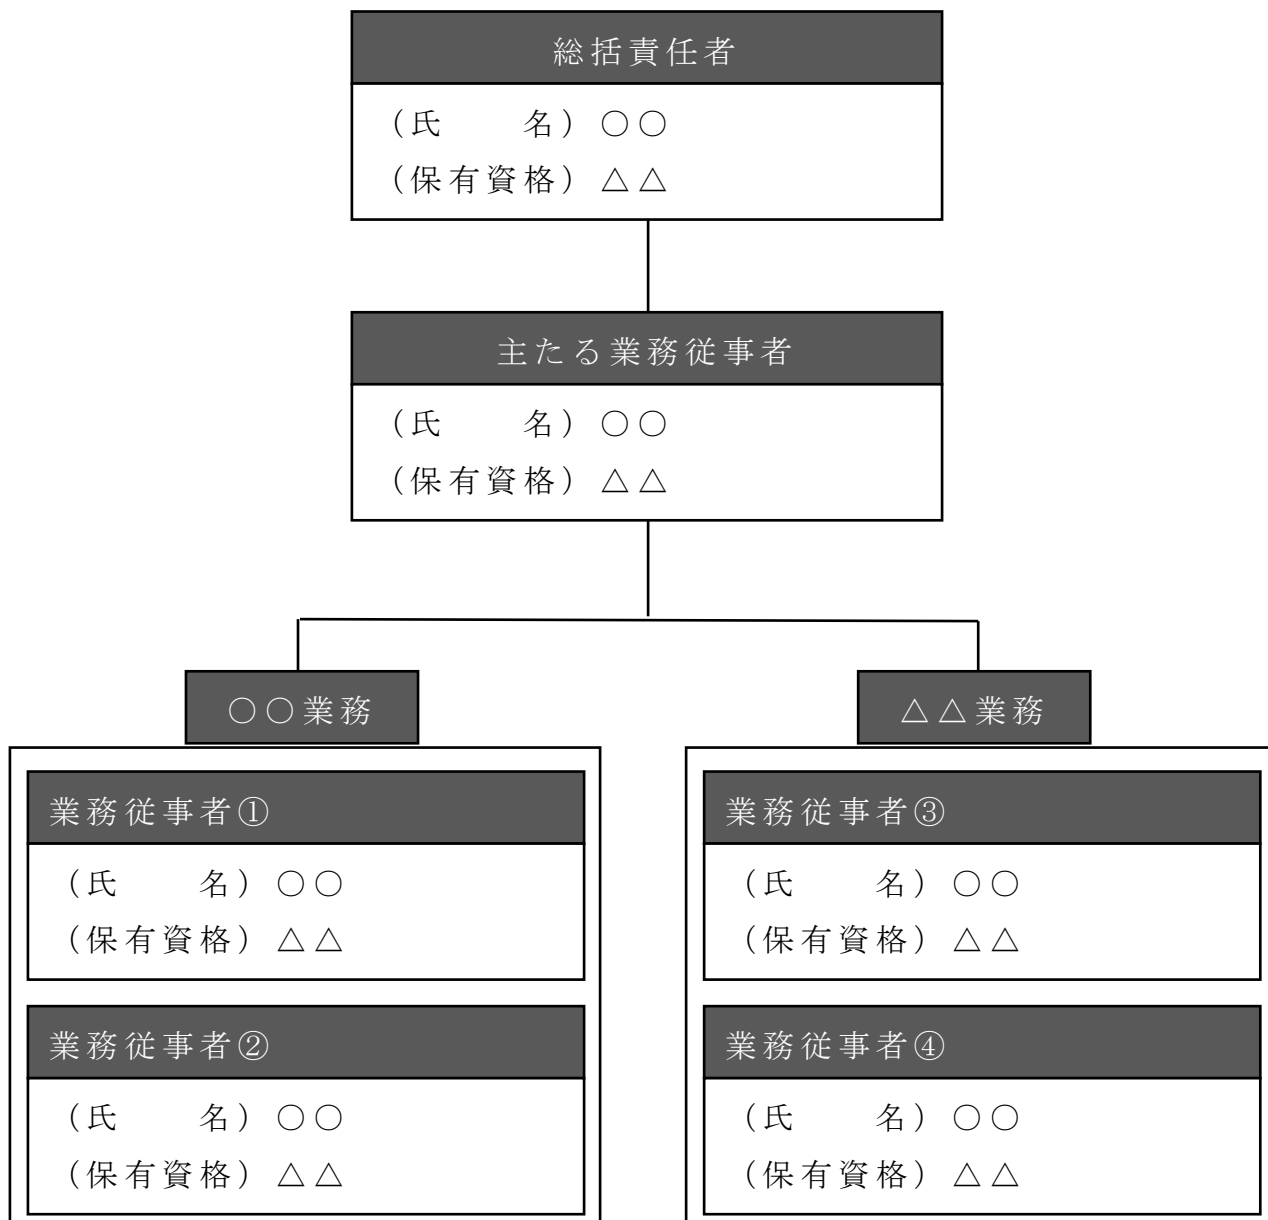 総括責任者
（氏　　名）○○
（保有資格）△△
主たる業務従事者
（氏　　名）○○
（保有資格）△△
○○業務
業務従事者①
（氏　　名）○○
（保有資格）△△
業務従事者②
（氏　　名）○○
（保有資格）△△
△△業務
業務従事者③
（氏　　名）○○
（保有資格）△△
業務従事者④
（氏　　名）○○
（保有資格）△△